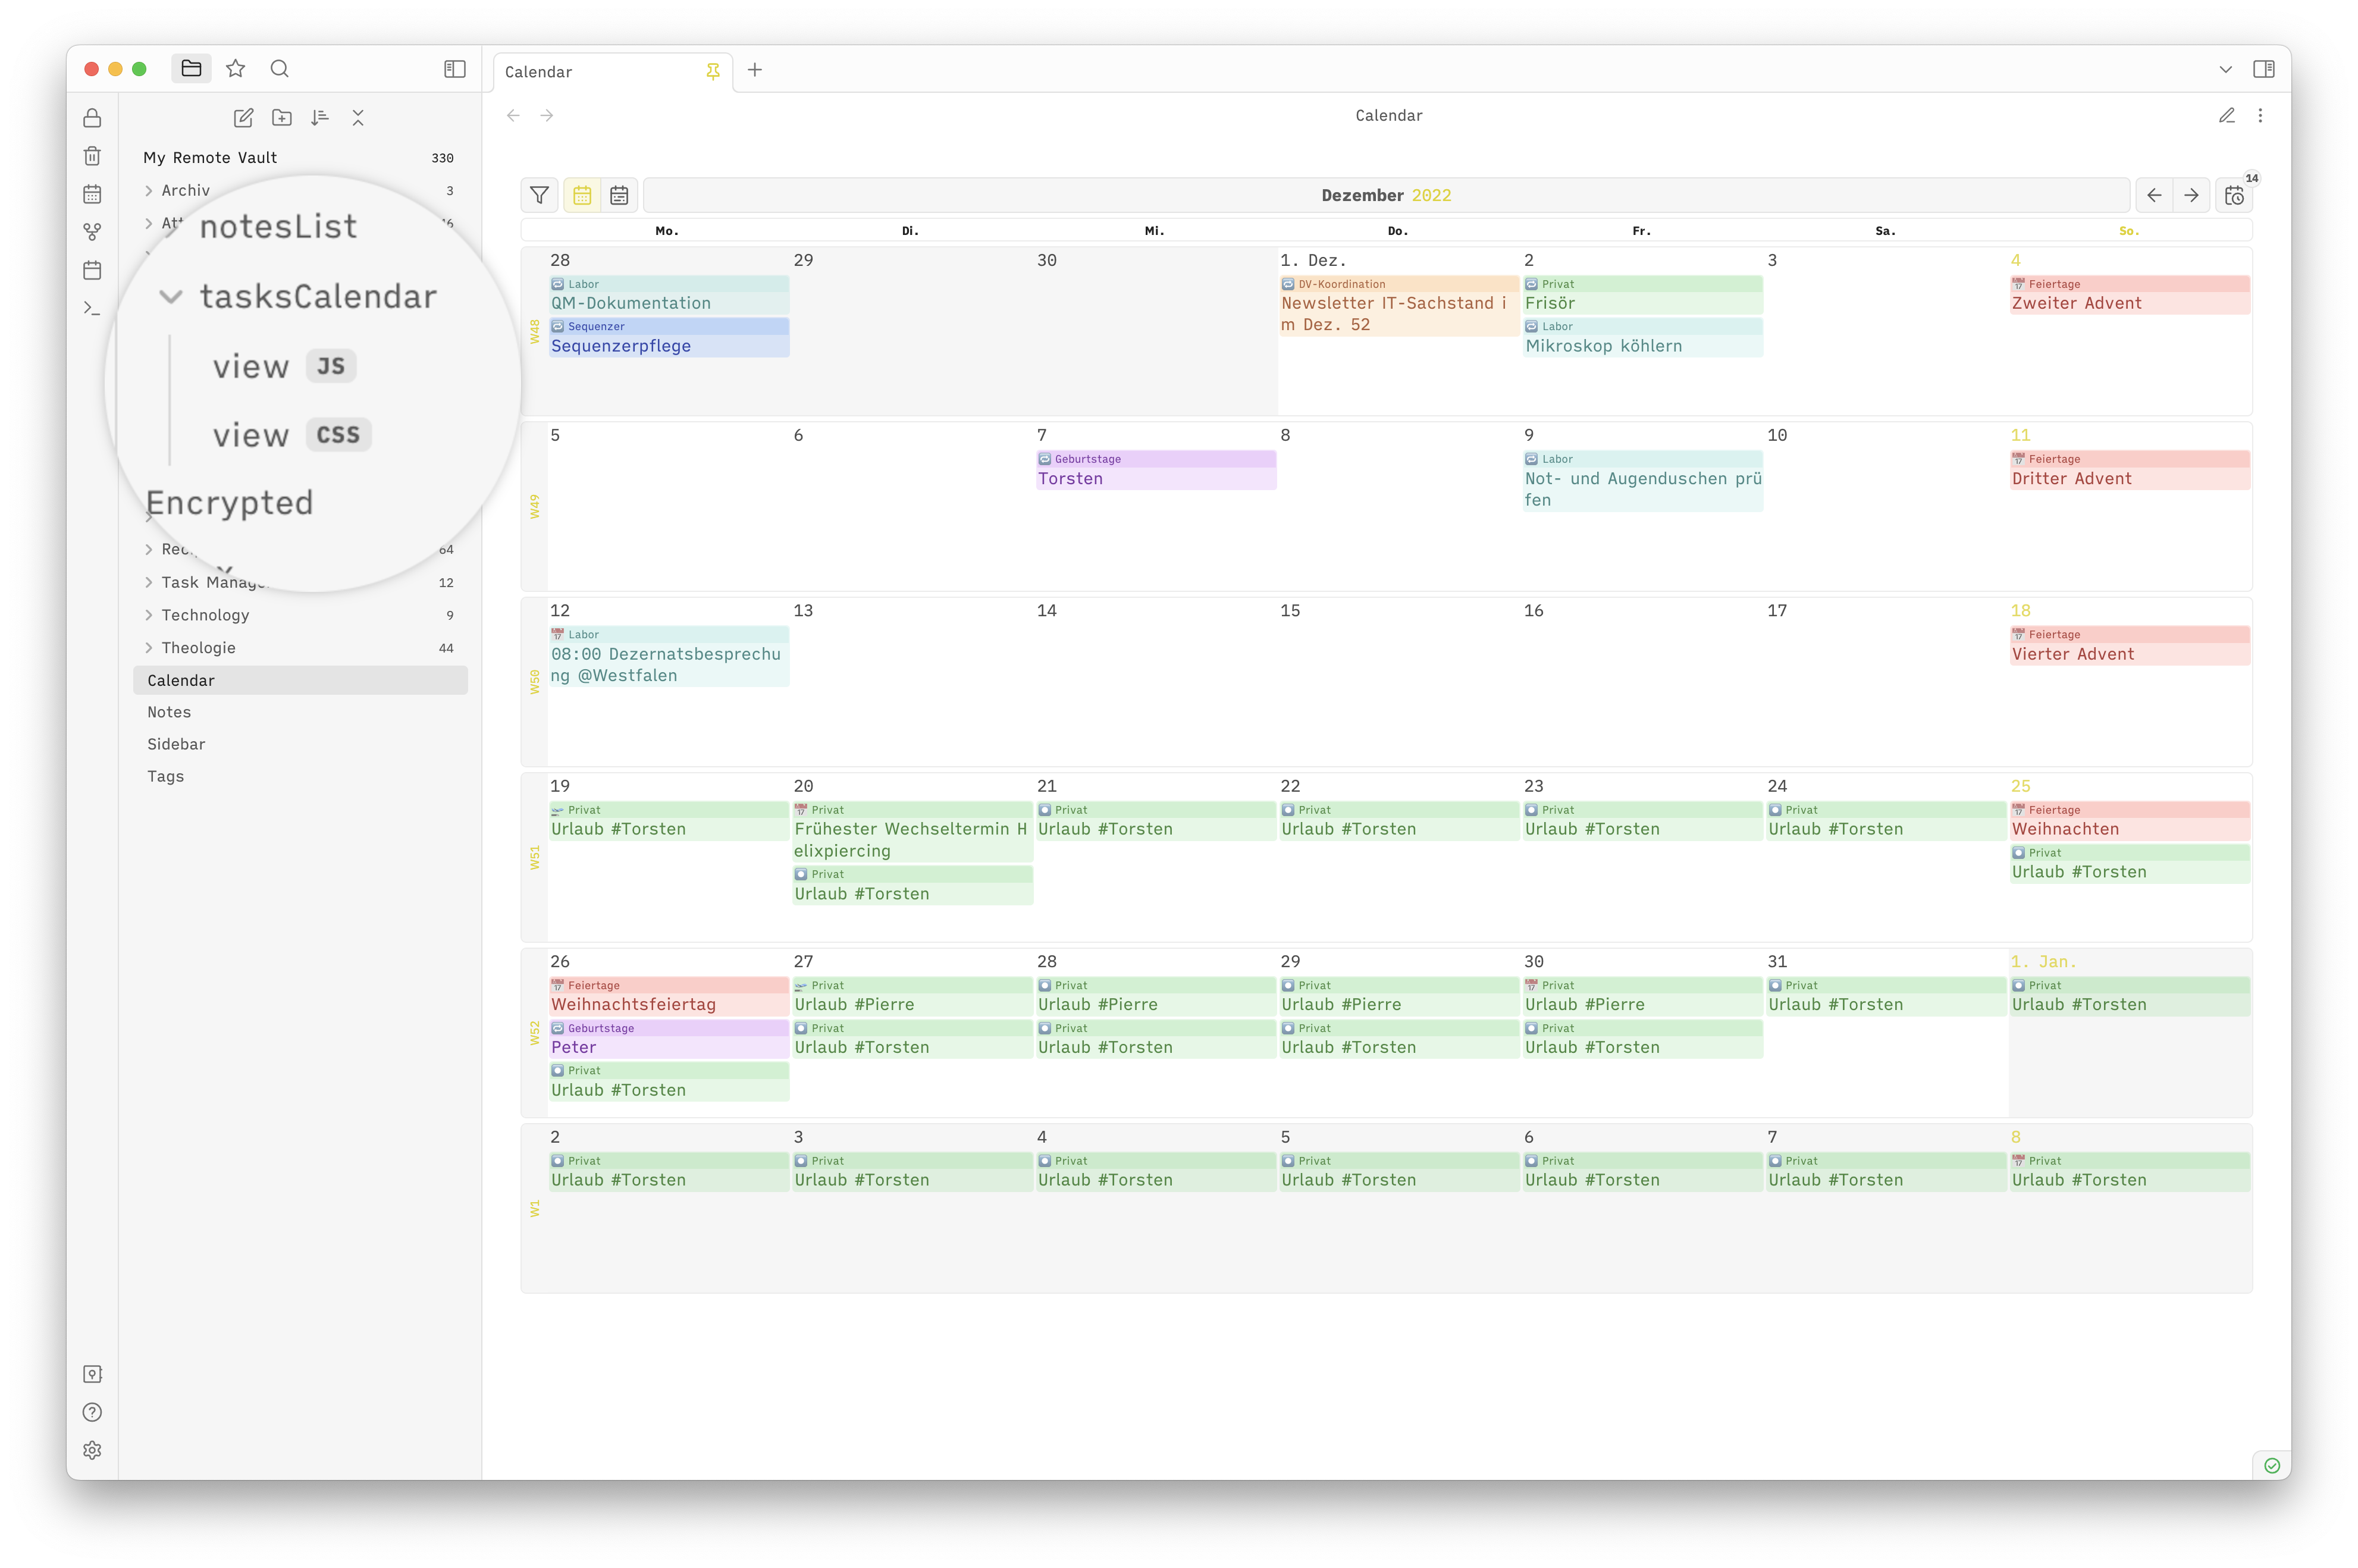 Calendar
Calendar
My Remote Vault 330
Archiv 3
notesList
tasksCalendar
view JS
view CSS
Encrypted
64
12
Technology 9
Theologie 44
Calendar
Notes
Sidebar
Tags
Dezember 2022
14
Mo. Di. Mi. Do. Fr. Sa. So.
W48
28
Labor
QM-Dokumentation
Sequenzer
Sequenzerpflege
29
30
1. Dez.
DV-Koordination
Newsletter IT-Sachstand i
m Dez. 52
2
Privat
Frisör
Labor
Mikroskop köhlern
3
4
Feiertage
Zweiter Advent
W49
5
6
7
Geburtstage
Torsten
8
9
Labor
Not- und Augenduschen prü
fen
10
11
Feiertage
Dritter Advent
W50
12
Labor
08:00 Dezernatsbesprechu
ng @Westfalen
13
14
15
16
17
18
Feiertage
Vierter Advent
W51
19
Privat
Urlaub #Torsten
20
Privat
Frühester Wechseltermin H
elixpiercing
Privat
Urlaub #Torsten
21
Privat
Urlaub #Torsten
22
Privat
Urlaub #Torsten
23
Privat
Urlaub #Torsten
24
Privat
Urlaub #Torsten
25
Feiertage
Weihnachten
Privat
Urlaub #Torsten
W52
26
Feiertage
Weihnachtsfeiertag
Geburtstage
Peter
Privat
Urlaub #Torsten
27
Privat
Urlaub #Pierre
Privat
Urlaub #Torsten
28
Privat
Urlaub #Pierre
Privat
Urlaub #Torsten
29
Privat
Urlaub #Pierre
Privat
Urlaub #Torsten
30
Privat
Urlaub #Pierre
Privat
Urlaub #Torsten
31
Privat
Urlaub #Torsten
1. Jan.
Privat
Urlaub #Torsten
W1
2
Privat
Urlaub #Torsten
3
Privat
Urlaub #Torsten
4
Privat
Urlaub #Torsten
5
Privat
Urlaub #Torsten
6
Privat
Urlaub #Torsten
7
Privat
Urlaub #Torsten
8
Privat
Urlaub #Torsten